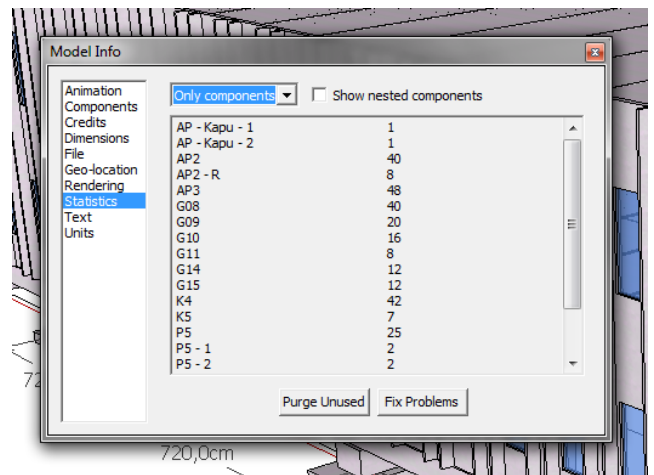 Model Info
Animation
Components
Credits
Dimensions
File
Geo-location
Rendering
Statistics
Text
Units
Only components
Show nested components
AP - Kapu - 1 1
AP - Kapu - 2 1
AP2 40
AP2 - R 8
AP3 48
G08 40
G09 20
G10 16
G11 8
G14 12
G15 12
K4 42
K5 7
P5 25
P5 - 1 2
P5 - 2 2
Purge Unused Fix Problems
72
720,0cm